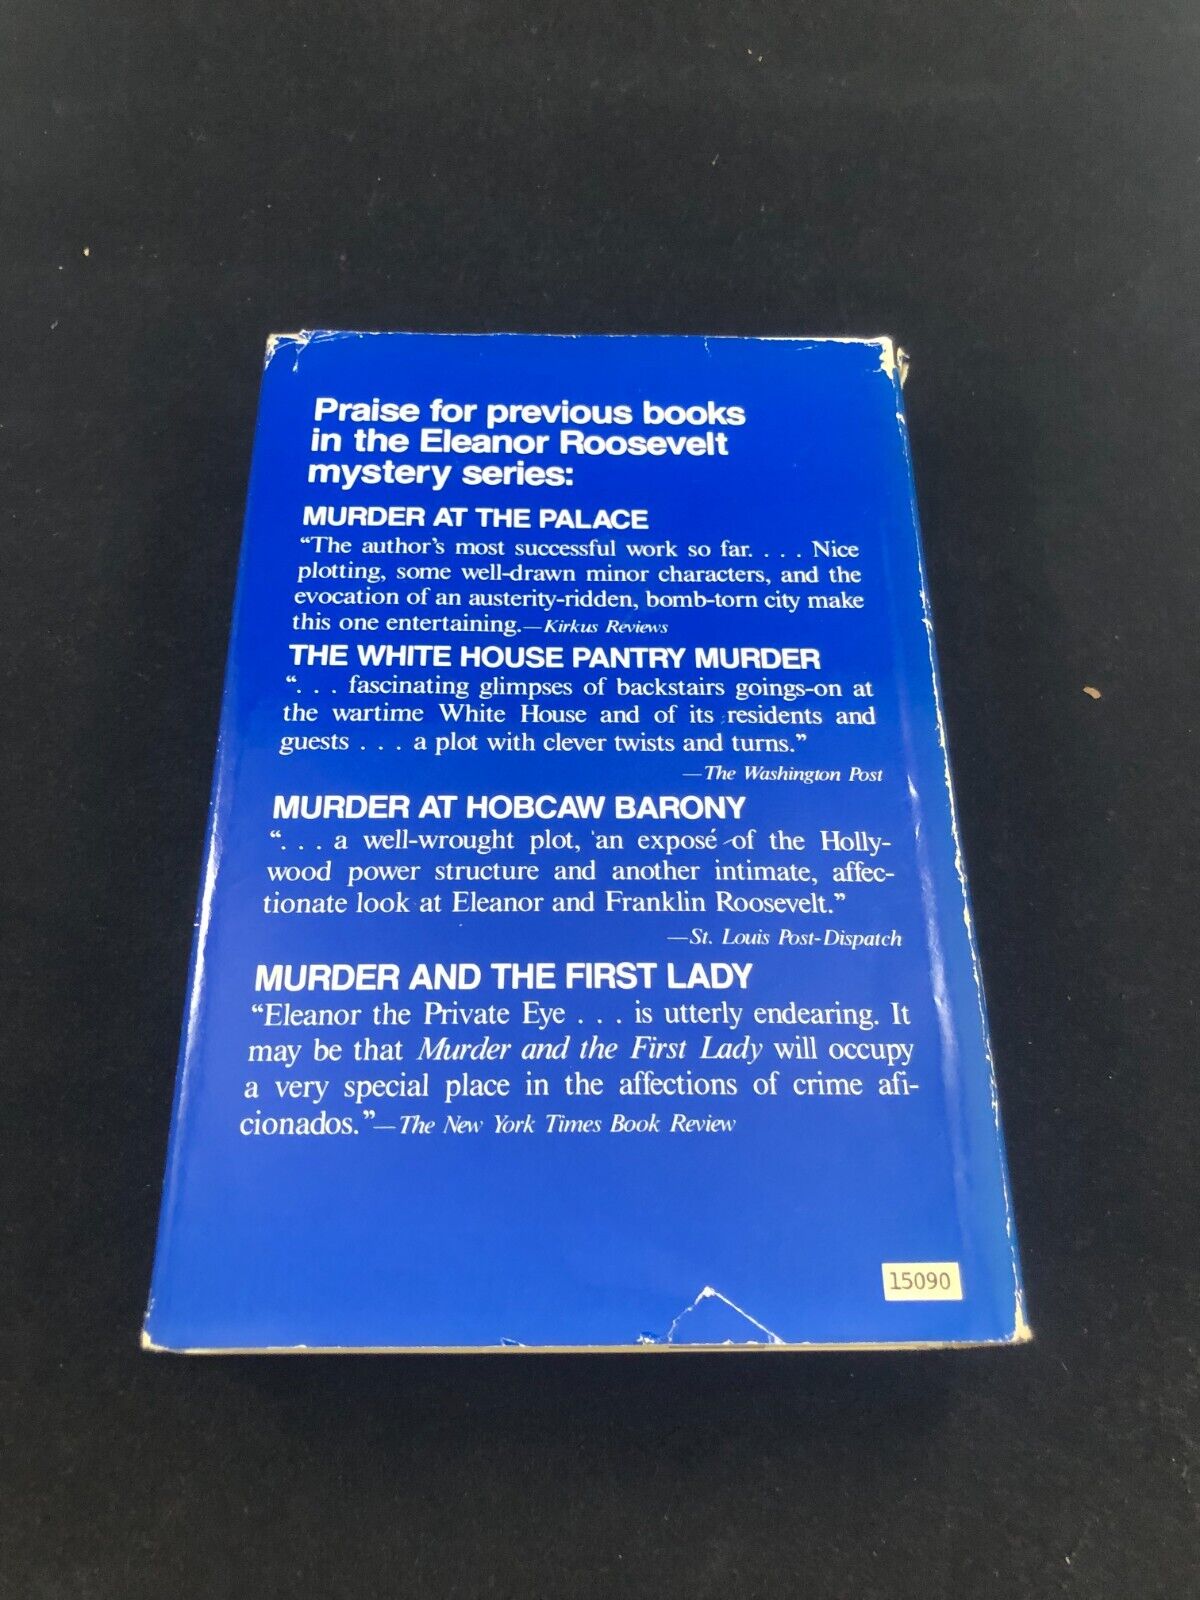 Praise for previous books
in the Eleanor Roosevelt
mystery series:
MURDER AT THE PALACE
“The author’s most successful work so far. . . . Nice
plotting, some well-drawn minor characters, and the
evocation of an austerity-ridden, bomb-torn city make
this one entertaining.—Kirkus Reviews
THE WHITE HOUSE PANTRY MURDER
“. . . fascinating glimpses of backstairs goings-on at
the wartime White House and of its residents and
guests . . . a plot with clever twists and turns.”
—The Washington Post
MURDER AT HOBCAW BARONY
“. . . a well-wrought plot, an exposé of the Holly-
wood power structure and another intimate, affec-
tionate look at Eleanor and Franklin Roosevelt.”
—St. Louis Post-Dispatch
MURDER AND THE FIRST LADY
“Eleanor the Private Eye . . . is utterly endearing. It
may be that Murder and the First Lady will occupy
a very special place in the affections of crime afi-
cionados.”—The New York Times Book Review
15090